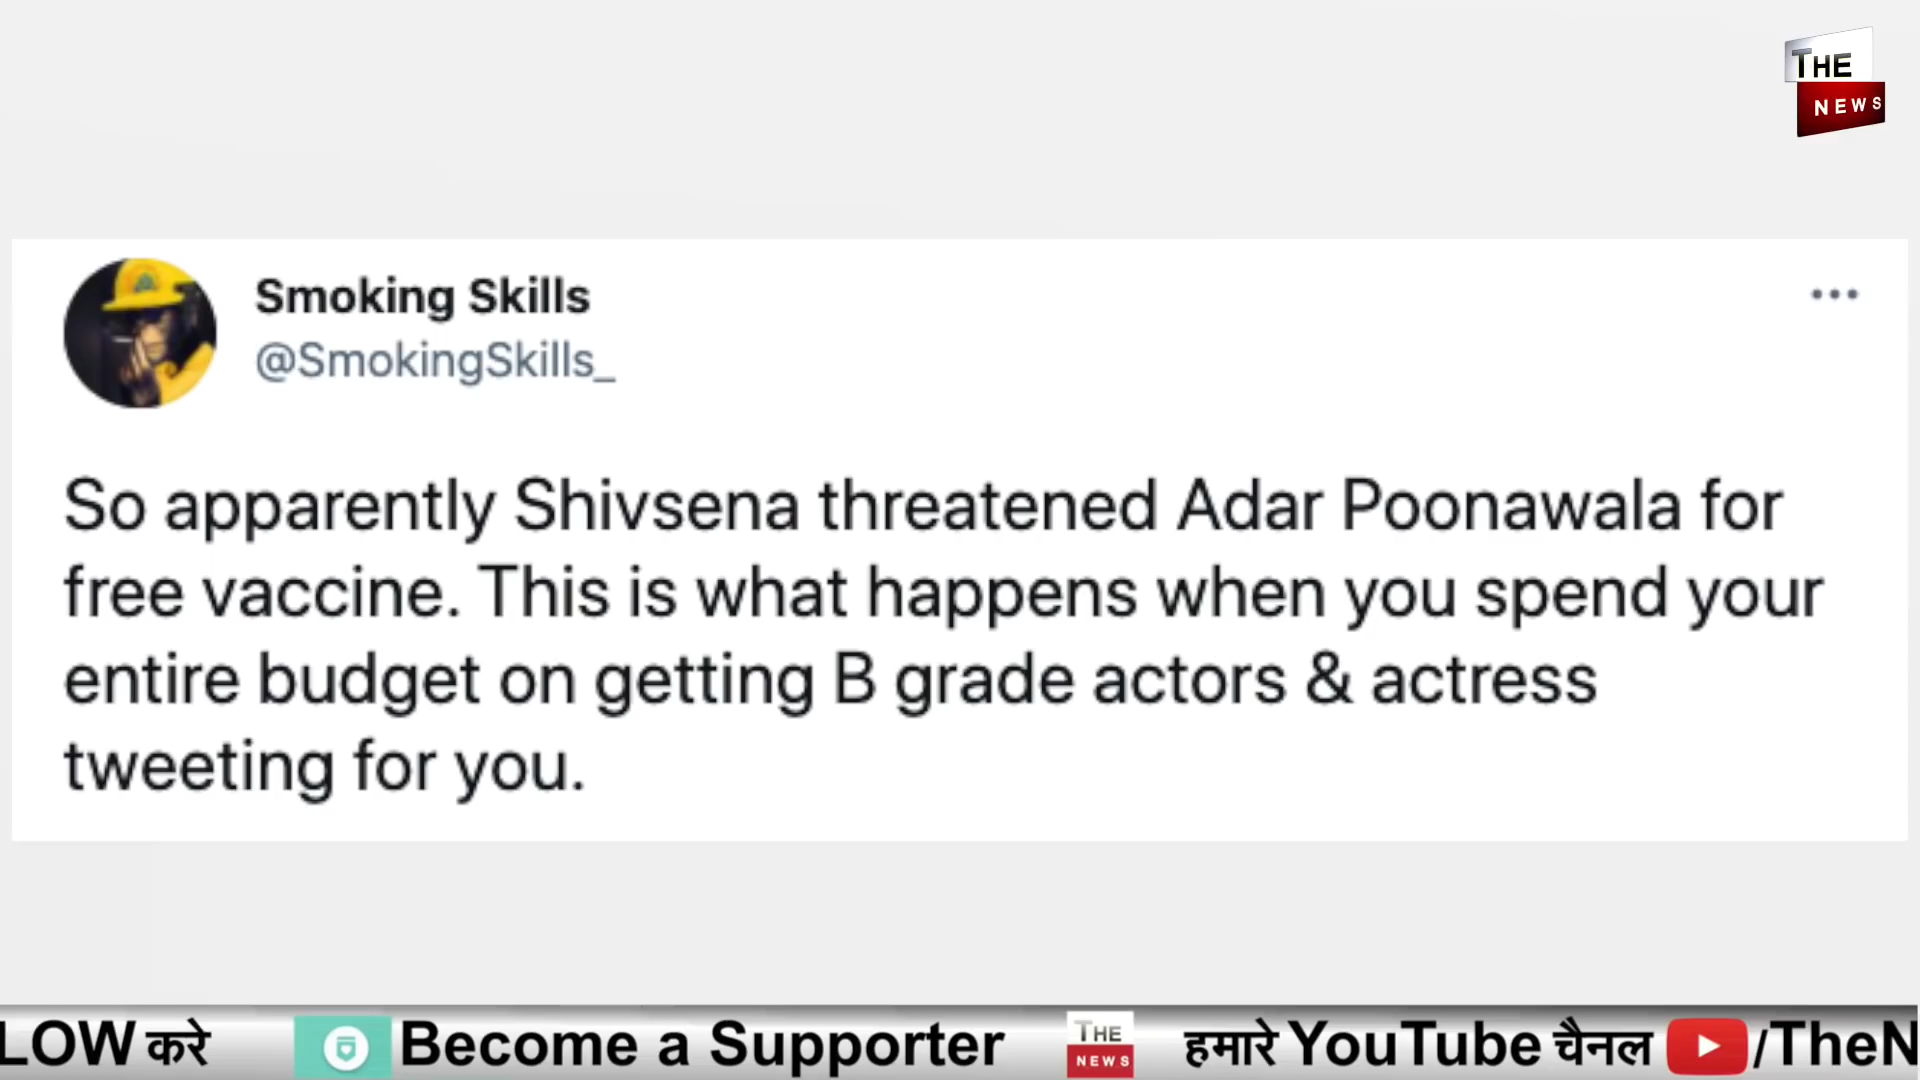 THE
NEWS
Smoking Skills
@SmokingSkills_
So apparently Shivsena threatened Adar Poonawala for
free vaccine. This is what happens when you spend your
entire budget on getting B grade actors & actress
tweeting for you.
LOW करे Become a Supporter THE NEWS हमारे YouTube चैनल /TheN